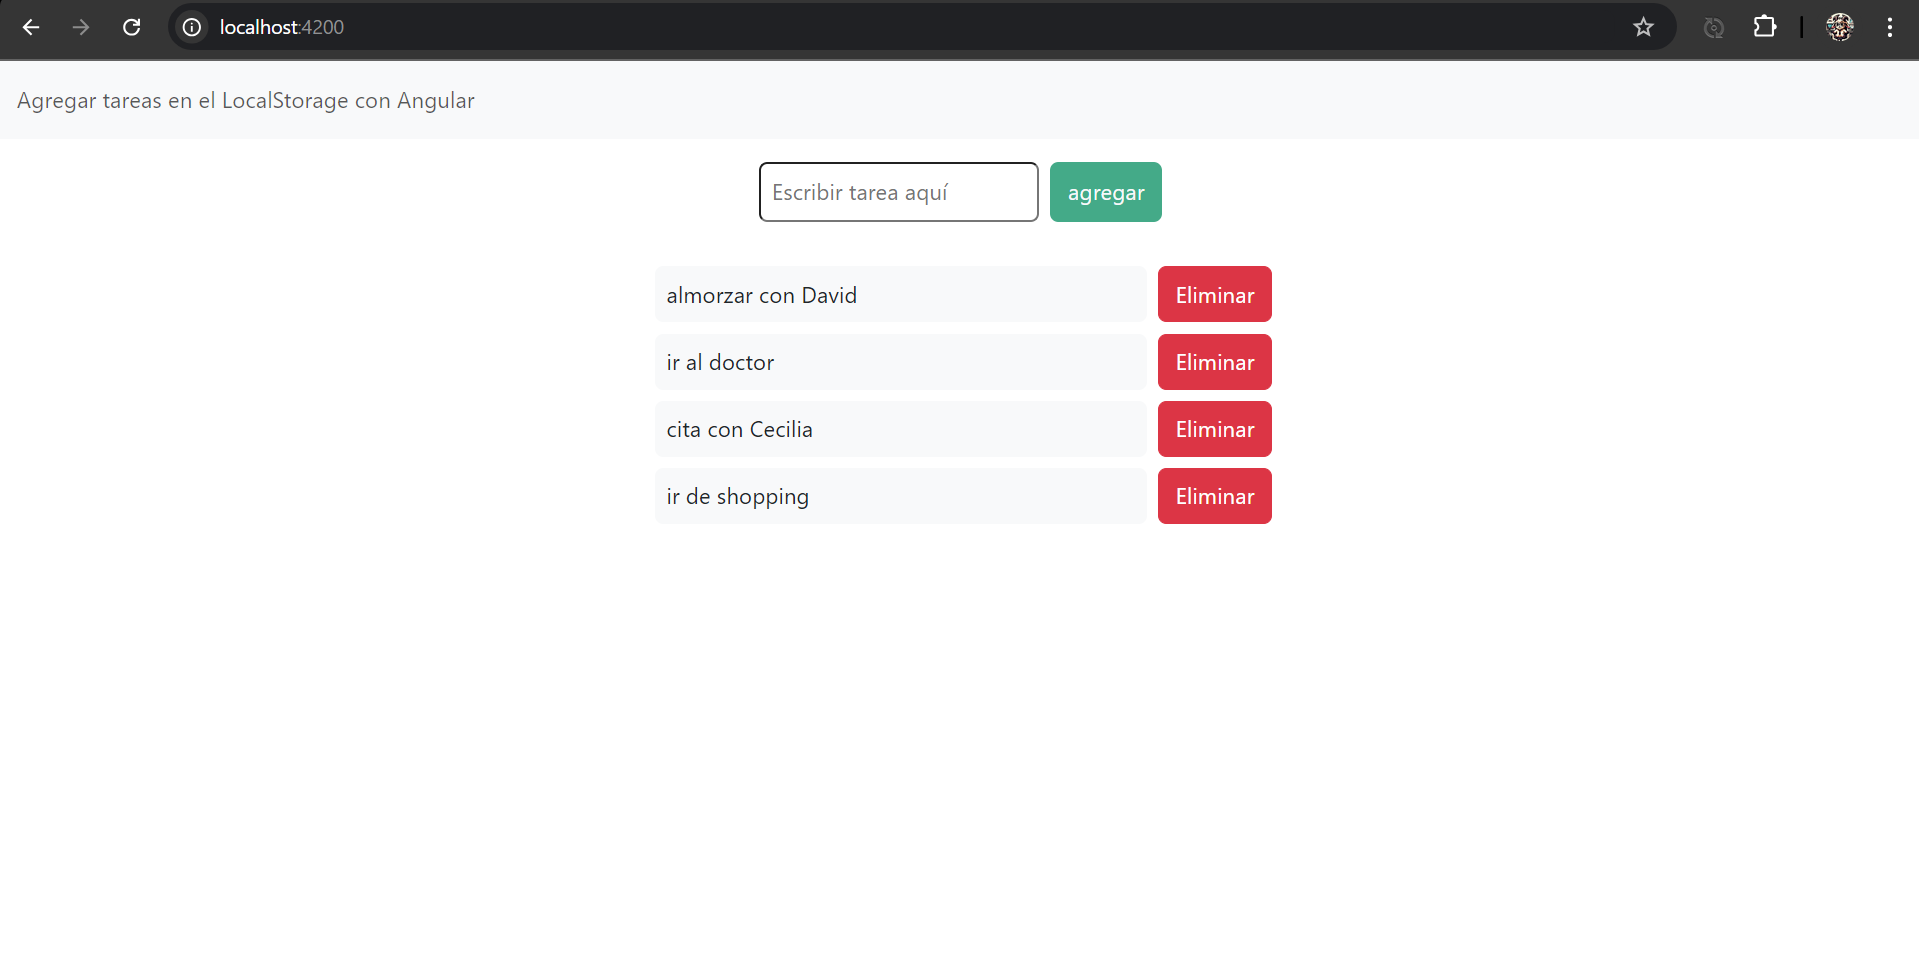 localhost:4200
Agregar tareas en el LocalStorage con Angular
Escribir tarea aquí
agregar
almorzar con David
Eliminar
ir al doctor
Eliminar
cita con Cecilia
Eliminar
ir de shopping
Eliminar